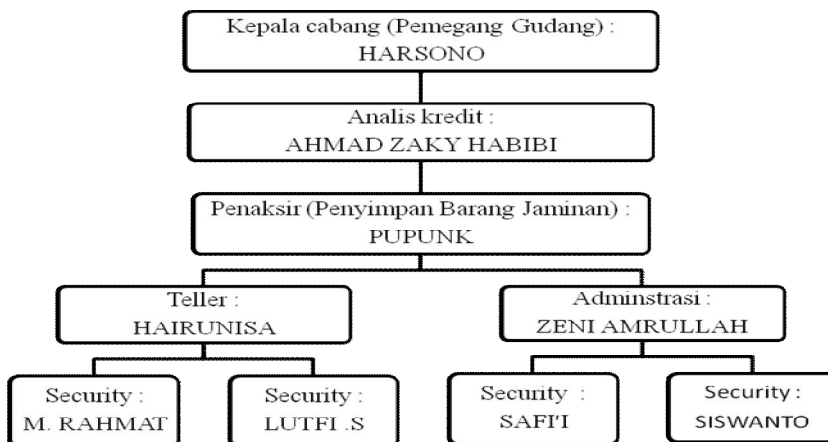 Kepala cabang (Pemegang Gudang) :
HARSONO
Analis kredit :
AHMAD ZAKY HABIBI
Penaksir (Penyimpan Barang Jaminan) :
PUPUNK
Teller :
HAIRUNISA
Adminstrasi :
ZENI AMRULLAH
Security :
M. RAHMAT
Security :
LUTFI .S
Security :
SAFI'I
Security :
SISWANTO